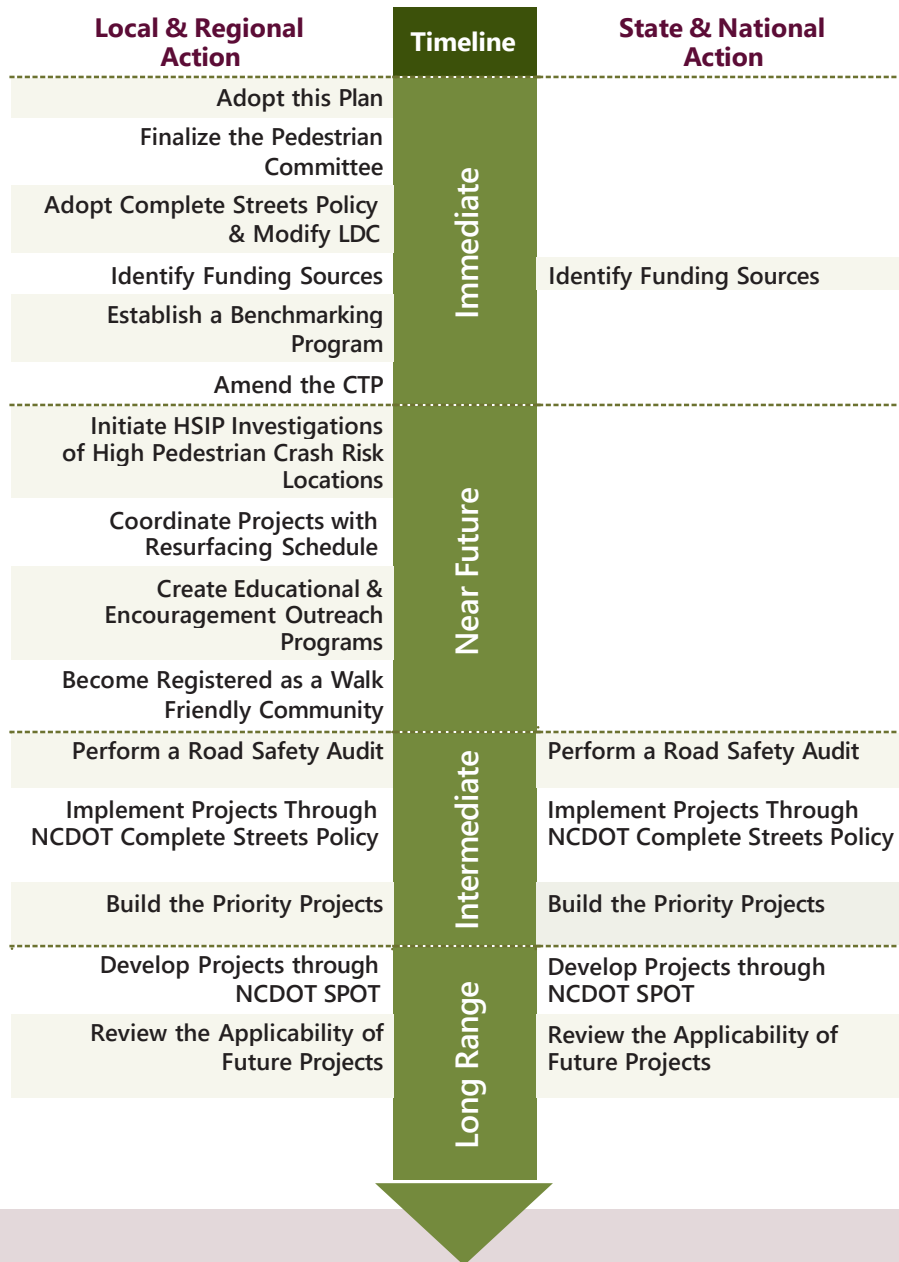 Local & Regional
Action
Timeline
State & National
Action
Immediate
Adopt this Plan
Finalize the Pedestrian
Committee
Adopt Complete Streets Policy
& Modify LDC
Identify Funding Sources
Identify Funding Sources
Establish a Benchmarking
Program
Amend the CTP
Near Future
Initiate HSIP Investigations
of High Pedestrian Crash Risk
Locations
Coordinate Projects with
Resurfacing Schedule
Create Educational &
Encouragement Outreach
Programs
Become Registered as a Walk
Friendly Community
Intermediate
Perform a Road Safety Audit
Perform a Road Safety Audit
Implement Projects Through
NCDOT Complete Streets Policy
Implement Projects Through
NCDOT Complete Streets Policy
Build the Priority Projects
Build the Priority Projects
Long Range
Develop Projects through
NCDOT SPOT
Develop Projects through
NCDOT SPOT
Review the Applicability of
Future Projects
Review the Applicability of
Future Projects